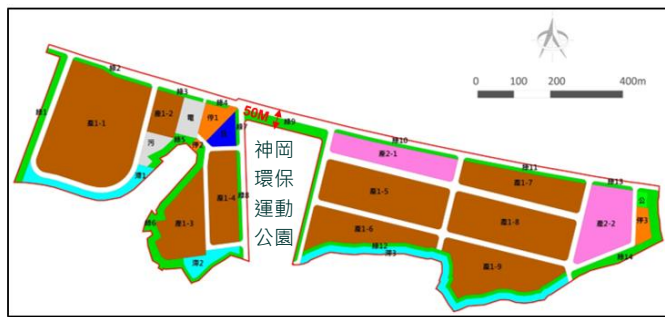 0 100 200 400m
綠1
綠2
綠3
綠4
50M
綠9
綠10
綠11
綠13
產1-1
產1-2
電
停1
綠7
污
綠5
停2
滯1
神岡
環保
運動
公園
產2-1
產1-7
產1-4
綠8
產1-5
產1-8
產2-2
公
停3
綠6
產1-3
產1-6
綠12
滯3
滯2
產1-9
綠14